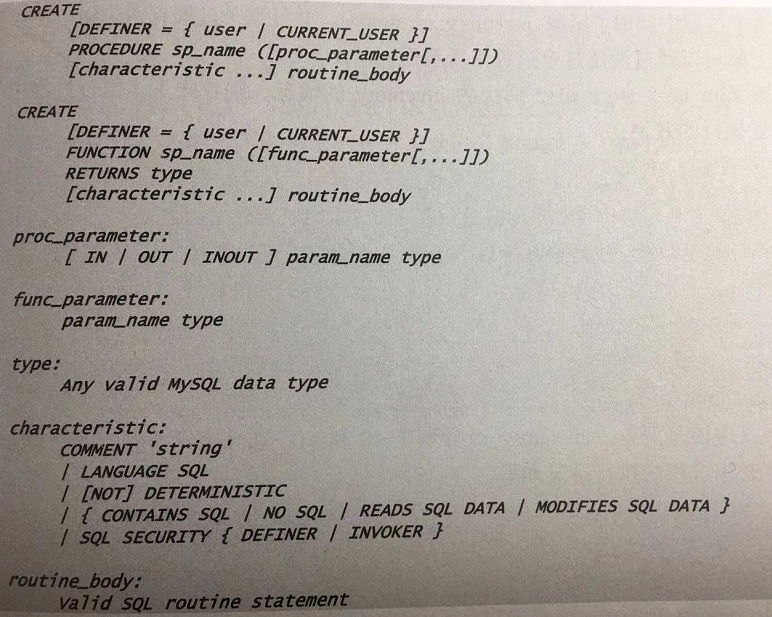 CREATE
[DEFINER = { user | CURRENT_USER }]
PROCEDURE sp_name ([proc_parameter[,...]])
[characteristic ...] routine_body
CREATE
[DEFINER = { user | CURRENT_USER }]
FUNCTION sp_name ([func_parameter[,...]])
RETURNS type
[characteristic ...] routine_body
proc_parameter:
[ IN | OUT | INOUT ] param_name type
func_parameter:
param_name type
type:
Any valid MySQL data type
characteristic:
COMMENT 'string'
| LANGUAGE SQL
| [NOT] DETERMINISTIC
| { CONTAINS SQL | NO SQL | READS SQL DATA | MODIFIES SQL DATA }
| SQL SECURITY { DEFINER | INVOKER }
routine_body:
Valid SQL routine statement